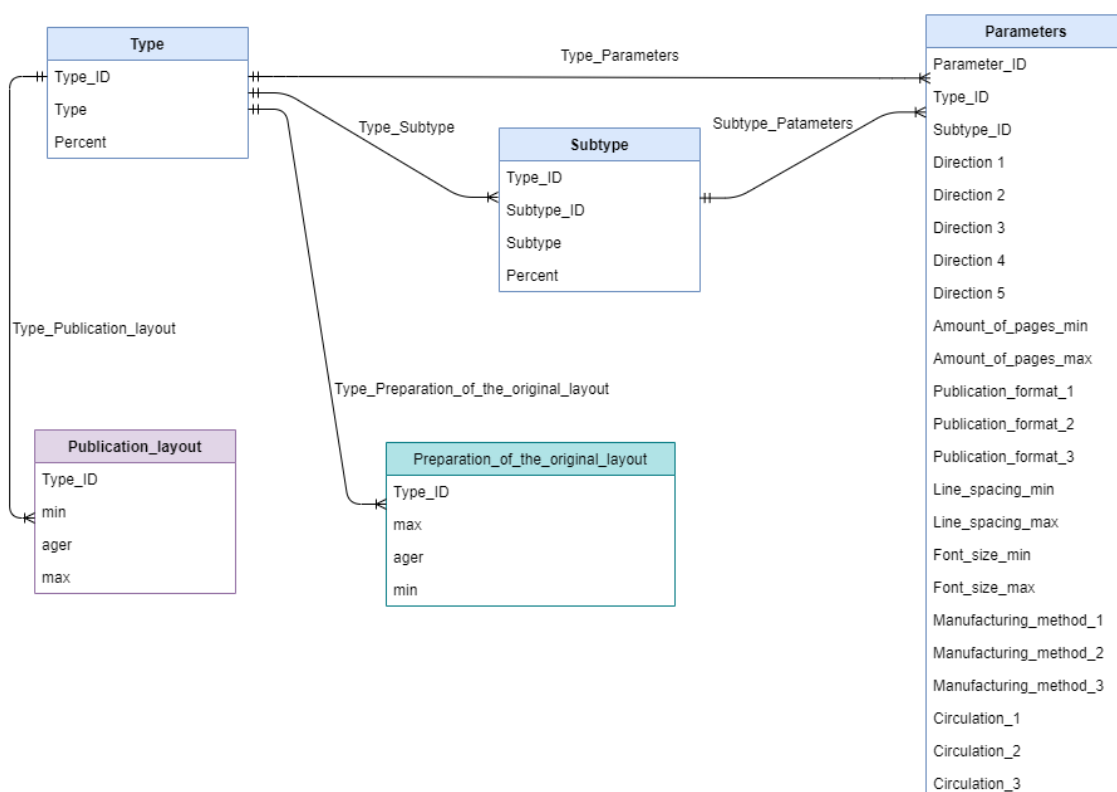 Type
Type_ID
Type
Percent
Type_Parameters
Type_Subtype
Subtype
Type_ID
Subtype_ID
Subtype
Percent
Subtype_Patameters
Parameters
Parameter_ID
Type_ID
Subtype_ID
Direction 1
Direction 2
Direction 3
Direction 4
Direction 5
Amount_of_pages_min
Amount_of_pages_max
Publication_format_1
Publication_format_2
Publication_format_3
Line_spacing_min
Line_spacing_max
Font_size_min
Font_size_max
Manufacturing_method_1
Manufacturing_method_2
Manufacturing_method_3
Circulation_1
Circulation_2
Circulation_3
Type_Publication_layout
Type_Preparation_of_the_original_layout
Publication_layout
Type_ID
min
ager
max
Preparation_of_the_original_layout
Type_ID
max
ager
min